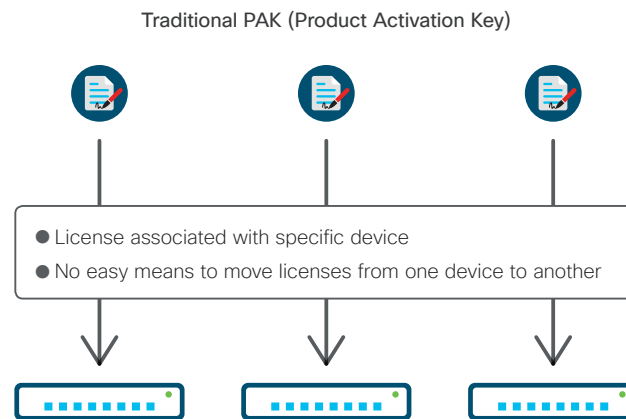 Traditional PAK (Product Activation Key)
● License associated with specific device
● No easy means to move licenses from one device to another